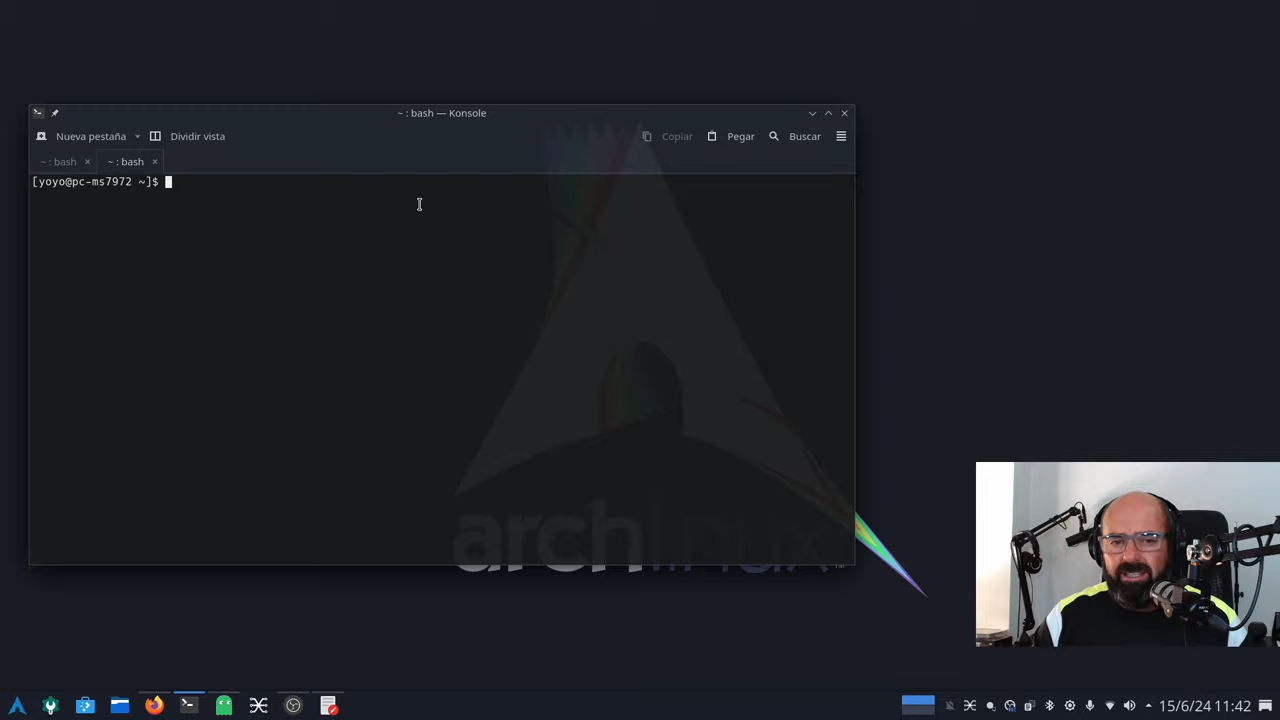 ~ : bash — Konsole
Nueva pestaña Dividir vista Copiar Pegar Buscar
~ : bash ~ : bash
[yoyo@pc-ms7972 ~]$
archlinux
15/6/24 11:42